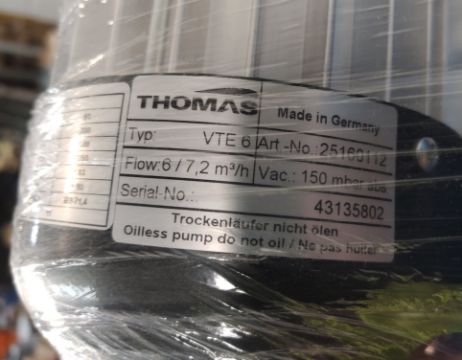 THOMAS
Made in Germany
Typ: VTE 6 Art.-No.: 25160112
Flow: 6 / 7,2 m³/h Vac.: 150 mbar abs
Serial-No.: 43135802
Trockenläufer nicht ölen
Oilless pump do not oil / Ne pas huiler